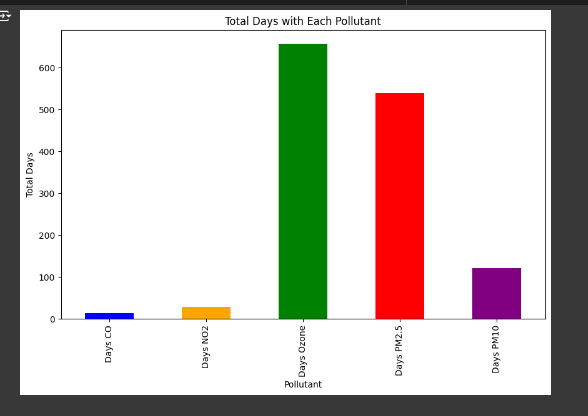 Total Days with Each Pollutant
Total Days
600
500
400
300
200
100
0
Days CO
Days NO2
Days Ozone
Days PM2.5
Days PM10
Pollutant